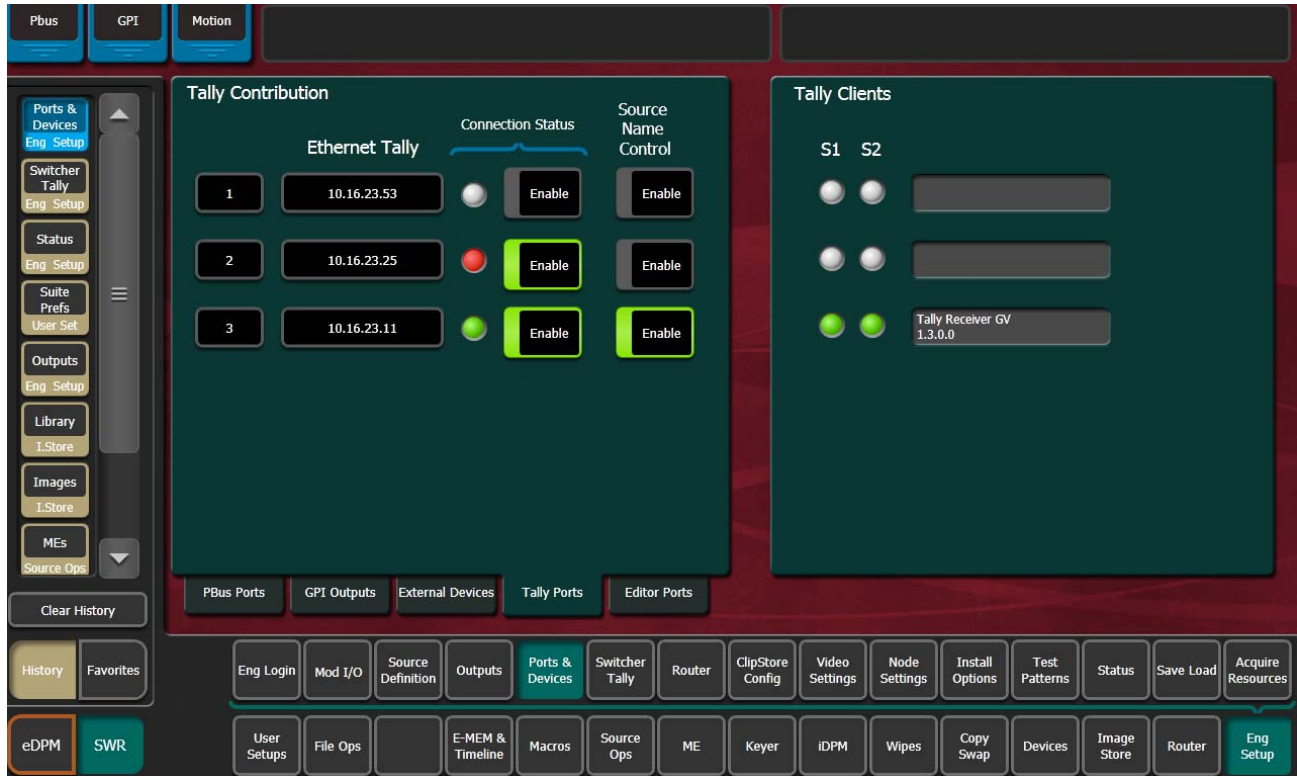 Pbus
GPI
Motion
Ports &
Devices
Eng Setup
Switcher
Tally
Eng Setup
Status
Eng Setup
Suite
Prefs
User Set
Outputs
Eng Setup
Library
I.Store
Images
I.Store
MEs
Source Ops
Clear History
History
Favorites
eDPM
SWR
Tally Contribution
Ethernet Tally
Connection Status
Source
Name
Control
1
10.16.23.53
Enable
Enable
2
10.16.23.25
Enable
Enable
3
10.16.23.11
Enable
Enable
Tally Clients
S1 S2
Tally Receiver GV
1.3.0.0
PBus Ports
GPI Outputs
External Devices
Tally Ports
Editor Ports
Eng Login
Mod I/O
Source
Definition
Outputs
Ports &
Devices
Switcher
Tally
Router
ClipStore
Config
Video
Settings
Node
Settings
Install
Options
Test
Patterns
Status
Save Load
Acquire
Resources
User
Setups
File Ops
E-MEM &
Timeline
Macros
Source
Ops
ME
Keyer
iDPM
Wipes
Copy
Swap
Devices
Image
Store
Router
Eng
Setup